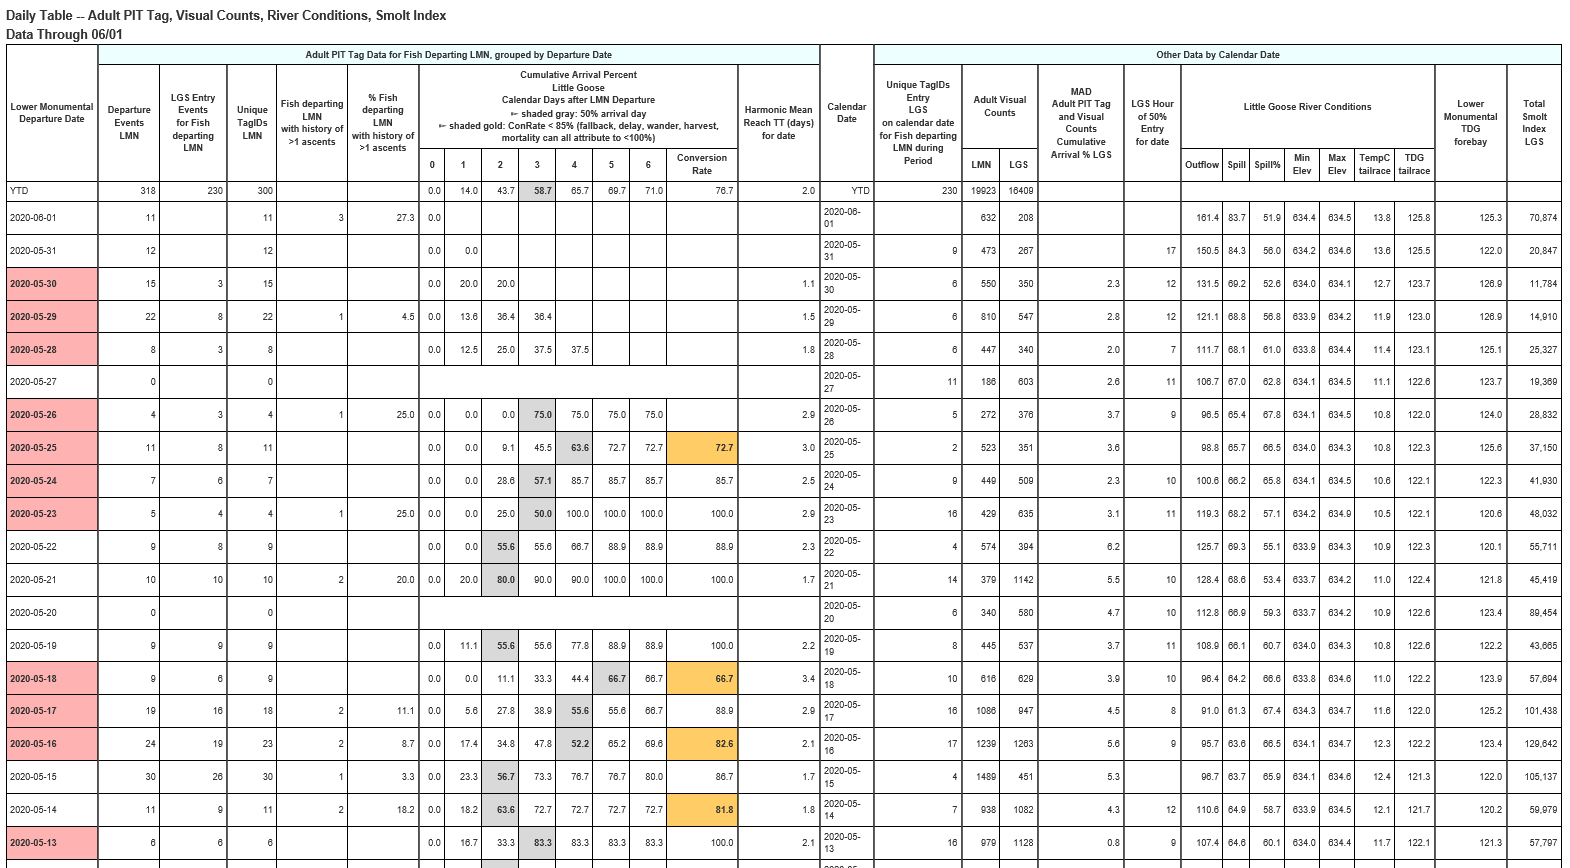 Daily Table -- Adult PIT Tag, Visual Counts, River Conditions, Smolt Index
Data Through 06/01
Adult PIT Tag Data for Fish Departing LMN, grouped by Departure Date Other Data by Calendar Date
Lower Monumental Departure Date
Departure Events LMN
LGS Entry Events for Fish departing LMN
Unique TagIDs LMN
Fish departing LMN with history of >1 ascents
% Fish departing LMN with history of >1 ascents
Cumulative Arrival Percent
Little Goose
Calendar Days after LMN Departure
⇐ shaded gray: 50% arrival day
⇐ shaded gold: ConRate < 85% (fallback, delay, wander, harvest,
mortality can all attribute to <100%)
0 1 2 3 4 5 6 Conversion Rate
Harmonic Mean Reach TT (days) for date
Calendar Date
Unique TagIDs Entry LGS on calendar date for Fish departing LMN during Period
Adult Visual Counts
LMN LGS
MAD Adult PIT Tag and Visual Counts Cumulative Arrival % LGS
LGS Hour of 50% Entry for date
Little Goose River Conditions
Outflow Spill Spill% Min Elev Max Elev TempC tailrace TDG tailrace
Lower Monumental TDG forebay
Total Smolt Index LGS
YTD 318 230 300 0.0 14.0 43.7 58.7 65.7 69.7 71.0 76.7 2.0 YTD 230 19923 16409
2020-06-01 11 11 3 27.3 0.0 2020-06-01 632 208 161.4 83.7 51.9 634.4 634.5 13.8 125.8 125.3 70,874
2020-05-31 12 12 0.0 0.0 2020-05-31 9 473 267 17 150.5 84.3 56.0 634.2 634.6 13.6 125.5 122.0 20,847
2020-05-30 15 3 15 0.0 20.0 20.0 1.1 2020-05-30 6 550 350 2.3 12 131.5 69.2 52.6 634.0 634.1 12.7 123.7 126.9 11,784
2020-05-29 22 8 22 1 4.5 0.0 13.6 36.4 36.4 1.5 2020-05-29 6 810 547 2.8 12 121.1 68.8 56.8 633.9 634.2 11.9 123.0 126.9 14,910
2020-05-28 8 3 8 0.0 12.5 25.0 37.5 37.5 1.8 2020-05-28 6 447 340 2.0 7 111.7 68.1 61.0 633.8 634.4 11.4 123.1 125.1 25,327
2020-05-27 0 0 2020-05-27 11 186 603 2.6 11 106.7 67.0 62.8 634.1 634.5 11.1 122.6 123.7 19,369
2020-05-26 4 3 4 1 25.0 0.0 0.0 0.0 75.0 75.0 75.0 75.0 2.9 2020-05-26 5 272 376 3.7 9 96.5 65.4 67.8 634.1 634.5 10.8 122.0 124.0 28,832
2020-05-25 11 8 11 0.0 0.0 9.1 45.5 63.6 72.7 72.7 72.7 3.0 2020-05-25 2 523 351 3.6 98.8 65.7 66.5 634.0 634.3 10.8 122.3 125.6 37,150
2020-05-24 7 6 7 0.0 0.0 28.6 57.1 85.7 85.7 85.7 85.7 2.5 2020-05-24 9 449 509 2.3 10 100.6 66.2 65.8 634.1 634.5 10.6 122.1 122.3 41,930
2020-05-23 5 4 4 1 25.0 0.0 0.0 25.0 50.0 100.0 100.0 100.0 100.0 2.9 2020-05-23 16 429 635 3.1 11 119.3 68.2 57.1 634.2 634.9 10.5 122.1 120.6 48,032
2020-05-22 9 8 9 0.0 0.0 55.6 55.6 66.7 88.9 88.9 88.9 2.3 2020-05-22 4 574 394 6.2 125.7 69.3 55.1 633.9 634.3 10.9 122.3 120.1 55,711
2020-05-21 10 10 10 2 20.0 0.0 20.0 80.0 90.0 90.0 100.0 100.0 100.0 1.7 2020-05-21 14 379 1142 5.5 10 128.4 68.6 53.4 633.7 634.2 11.0 122.4 121.8 45,419
2020-05-20 0 0 2020-05-20 6 340 580 4.7 10 112.8 66.9 59.3 633.7 634.2 10.9 122.6 123.4 89,454
2020-05-19 9 9 9 0.0 11.1 55.6 55.6 77.8 88.9 88.9 100.0 2.2 2020-05-19 8 445 537 3.7 11 108.9 66.1 60.7 634.0 634.3 10.8 122.6 122.2 43,665
2020-05-18 9 6 9 0.0 0.0 11.1 33.3 44.4 66.7 66.7 66.7 3.4 2020-05-18 10 616 629 3.9 10 96.4 64.2 66.6 633.8 634.6 11.0 122.2 123.9 57,694
2020-05-17 19 16 18 2 11.1 0.0 5.6 27.8 38.9 55.6 55.6 66.7 88.9 2.9 2020-05-17 16 1086 947 4.5 8 91.0 61.3 67.4 634.3 634.7 11.6 122.0 125.2 101,438
2020-05-16 24 19 23 2 8.7 0.0 17.4 34.8 47.8 52.2 65.2 69.6 82.6 2.1 2020-05-16 17 1239 1263 5.6 9 95.7 63.6 66.5 634.1 634.7 12.3 122.2 123.4 129,642
2020-05-15 30 26 30 1 3.3 0.0 23.3 56.7 73.3 76.7 76.7 80.0 86.7 1.7 2020-05-15 4 1489 451 5.3 96.7 63.7 65.9 634.1 634.6 12.4 121.3 122.0 105,137
2020-05-14 11 9 11 2 18.2 0.0 18.2 63.6 72.7 72.7 72.7 72.7 81.8 1.8 2020-05-14 7 938 1082 4.3 12 110.6 64.9 58.7 633.9 634.5 12.1 121.7 120.2 59,979
2020-05-13 6 6 6 0.0 16.7 33.3 83.3 83.3 83.3 83.3 100.0 2.1 2020-05-13 16 979 1128 0.8 9 107.4 64.6 60.1 634.0 634.4 11.7 122.1 121.3 57,797